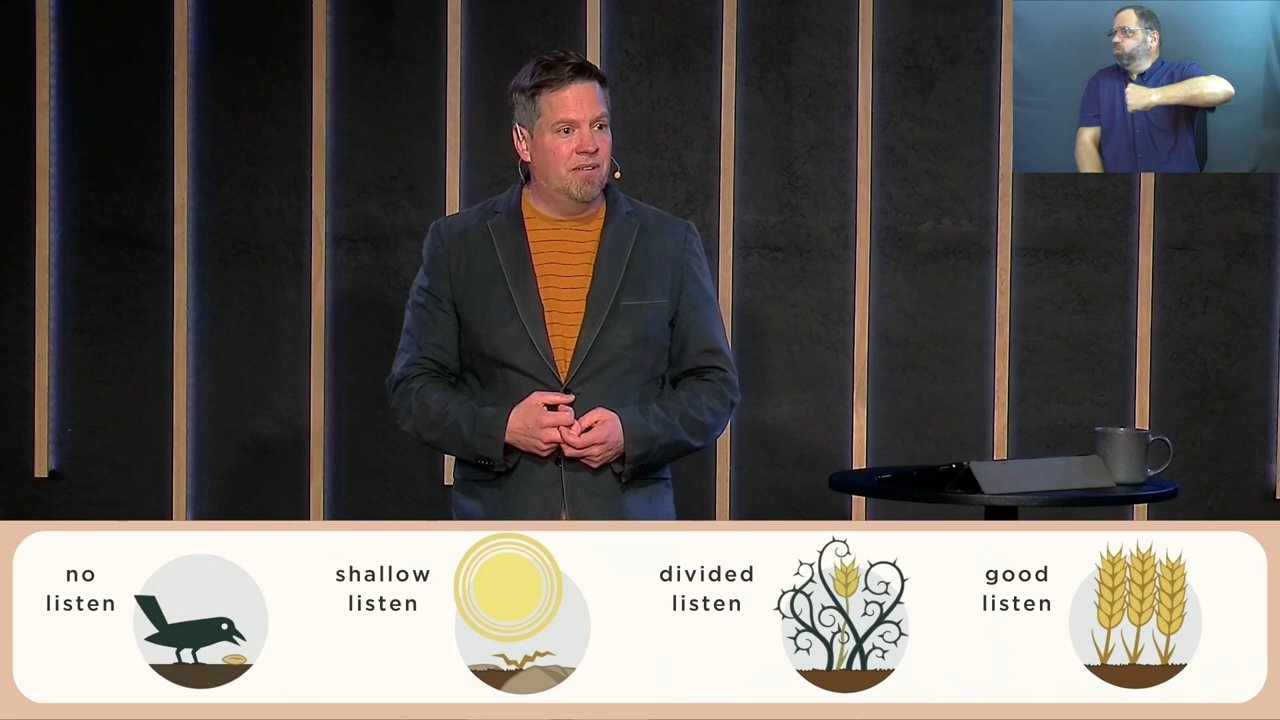 no
listen
shallow
listen
divided
listen
good
listen